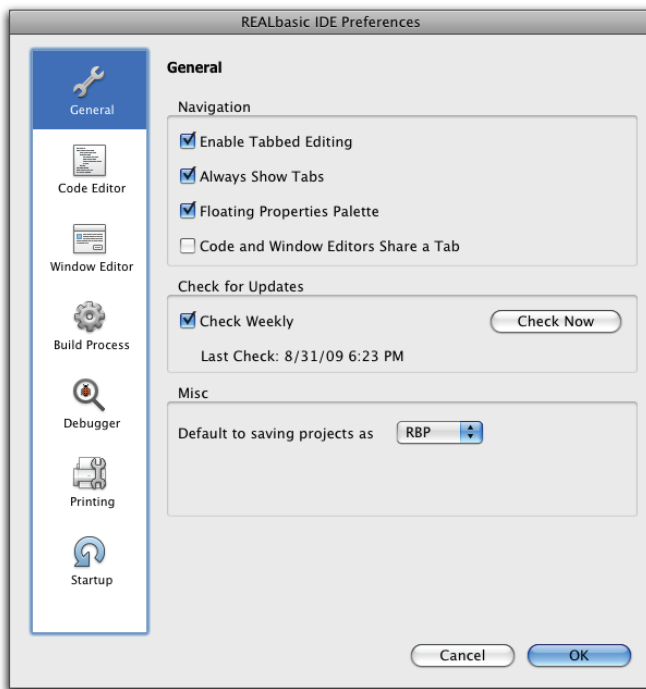 REALbasic IDE Preferences
General
Code Editor
Window Editor
Build Process
Debugger
Printing
Startup
General
Navigation
Enable Tabbed Editing
Always Show Tabs
Floating Properties Palette
Code and Window Editors Share a Tab
Check for Updates
Check Weekly
Check Now
Last Check: 8/31/09 6:23 PM
Misc
Default to saving projects as RBP
Cancel
OK